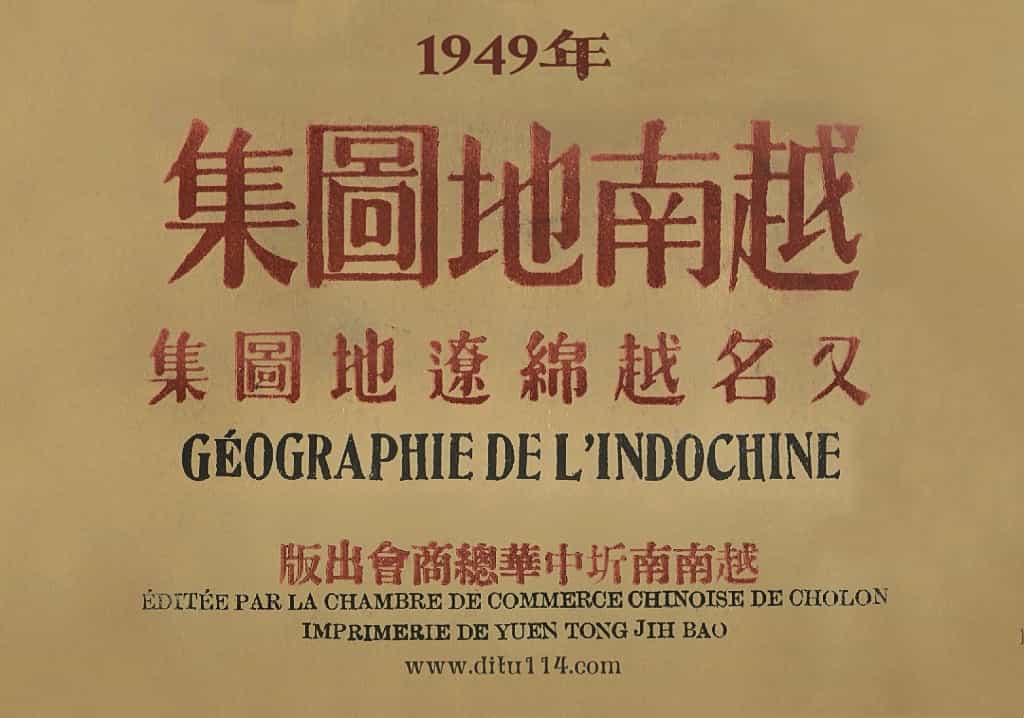 1949年
越南地圖集
又名越綿遼地圖集
GÉOGRAPHIE DE L'INDOCHINE
越南南圻中華總商會出版
ÉDITÉE PAR LA CHAMBRE DE COMMERCE CHINOISE DE CHOLON
IMPRIMERIE DE YUEN TONG JIH BAO
www.ditu114.com